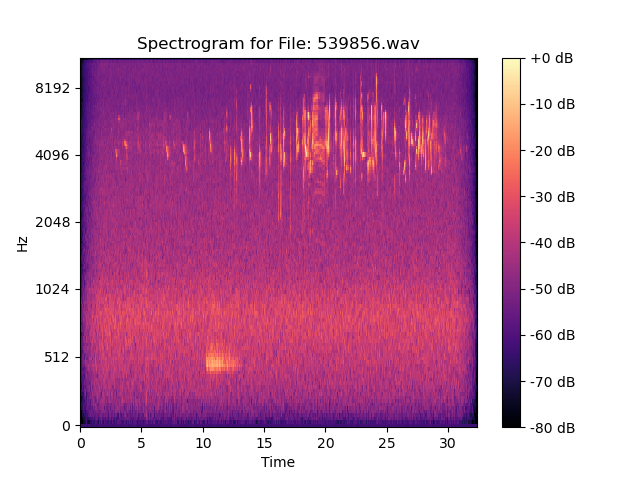 Spectrogram for File: 539856.wav
8192
4096
2048
1024
512
0
Hz
0 5 10 15 20 25 30
Time
+0 dB
-10 dB
-20 dB
-30 dB
-40 dB
-50 dB
-60 dB
-70 dB
-80 dB